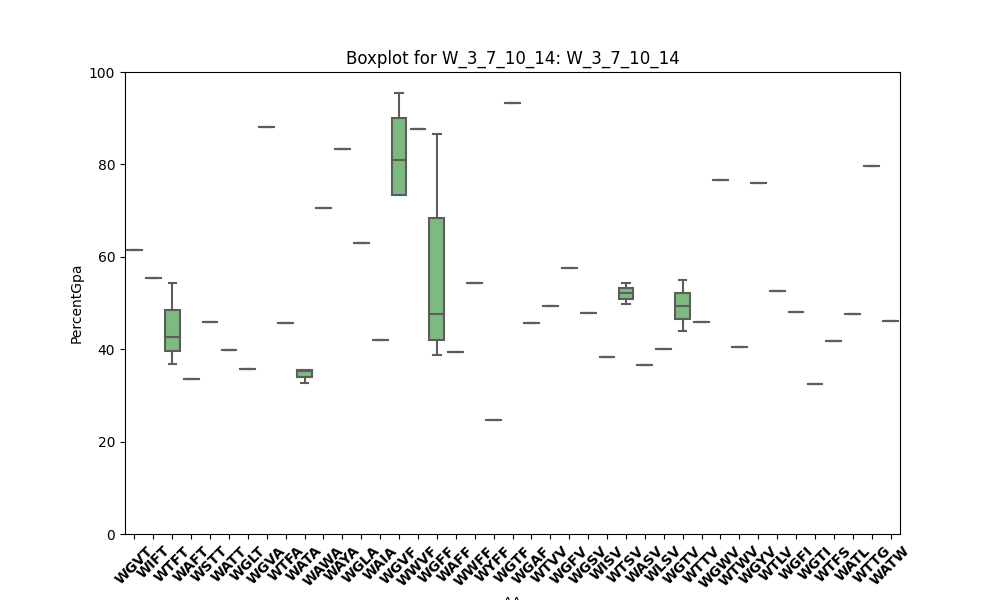 Boxplot for W_3_7_10_14: W_3_7_10_14
PercentGpa
100
80
60
40
20
0
WGVT
WIFT
WTFT
WAFT
WSTT
WATT
WGLT
WGVA
WTFA
WATA
WAWA
WAYA
WGLA
WAIA
WGVF
WWVF
WGFF
WAFF
WWFF
WYFF
WGTF
WGAF
WTVV
WGFV
WGSV
WISV
WTSV
WASV
WLSV
WGTV
WTTV
WGWV
WTWV
WGYV
WTLV
WGFI
WGTI
WTFS
WATL
WTTG
WATW